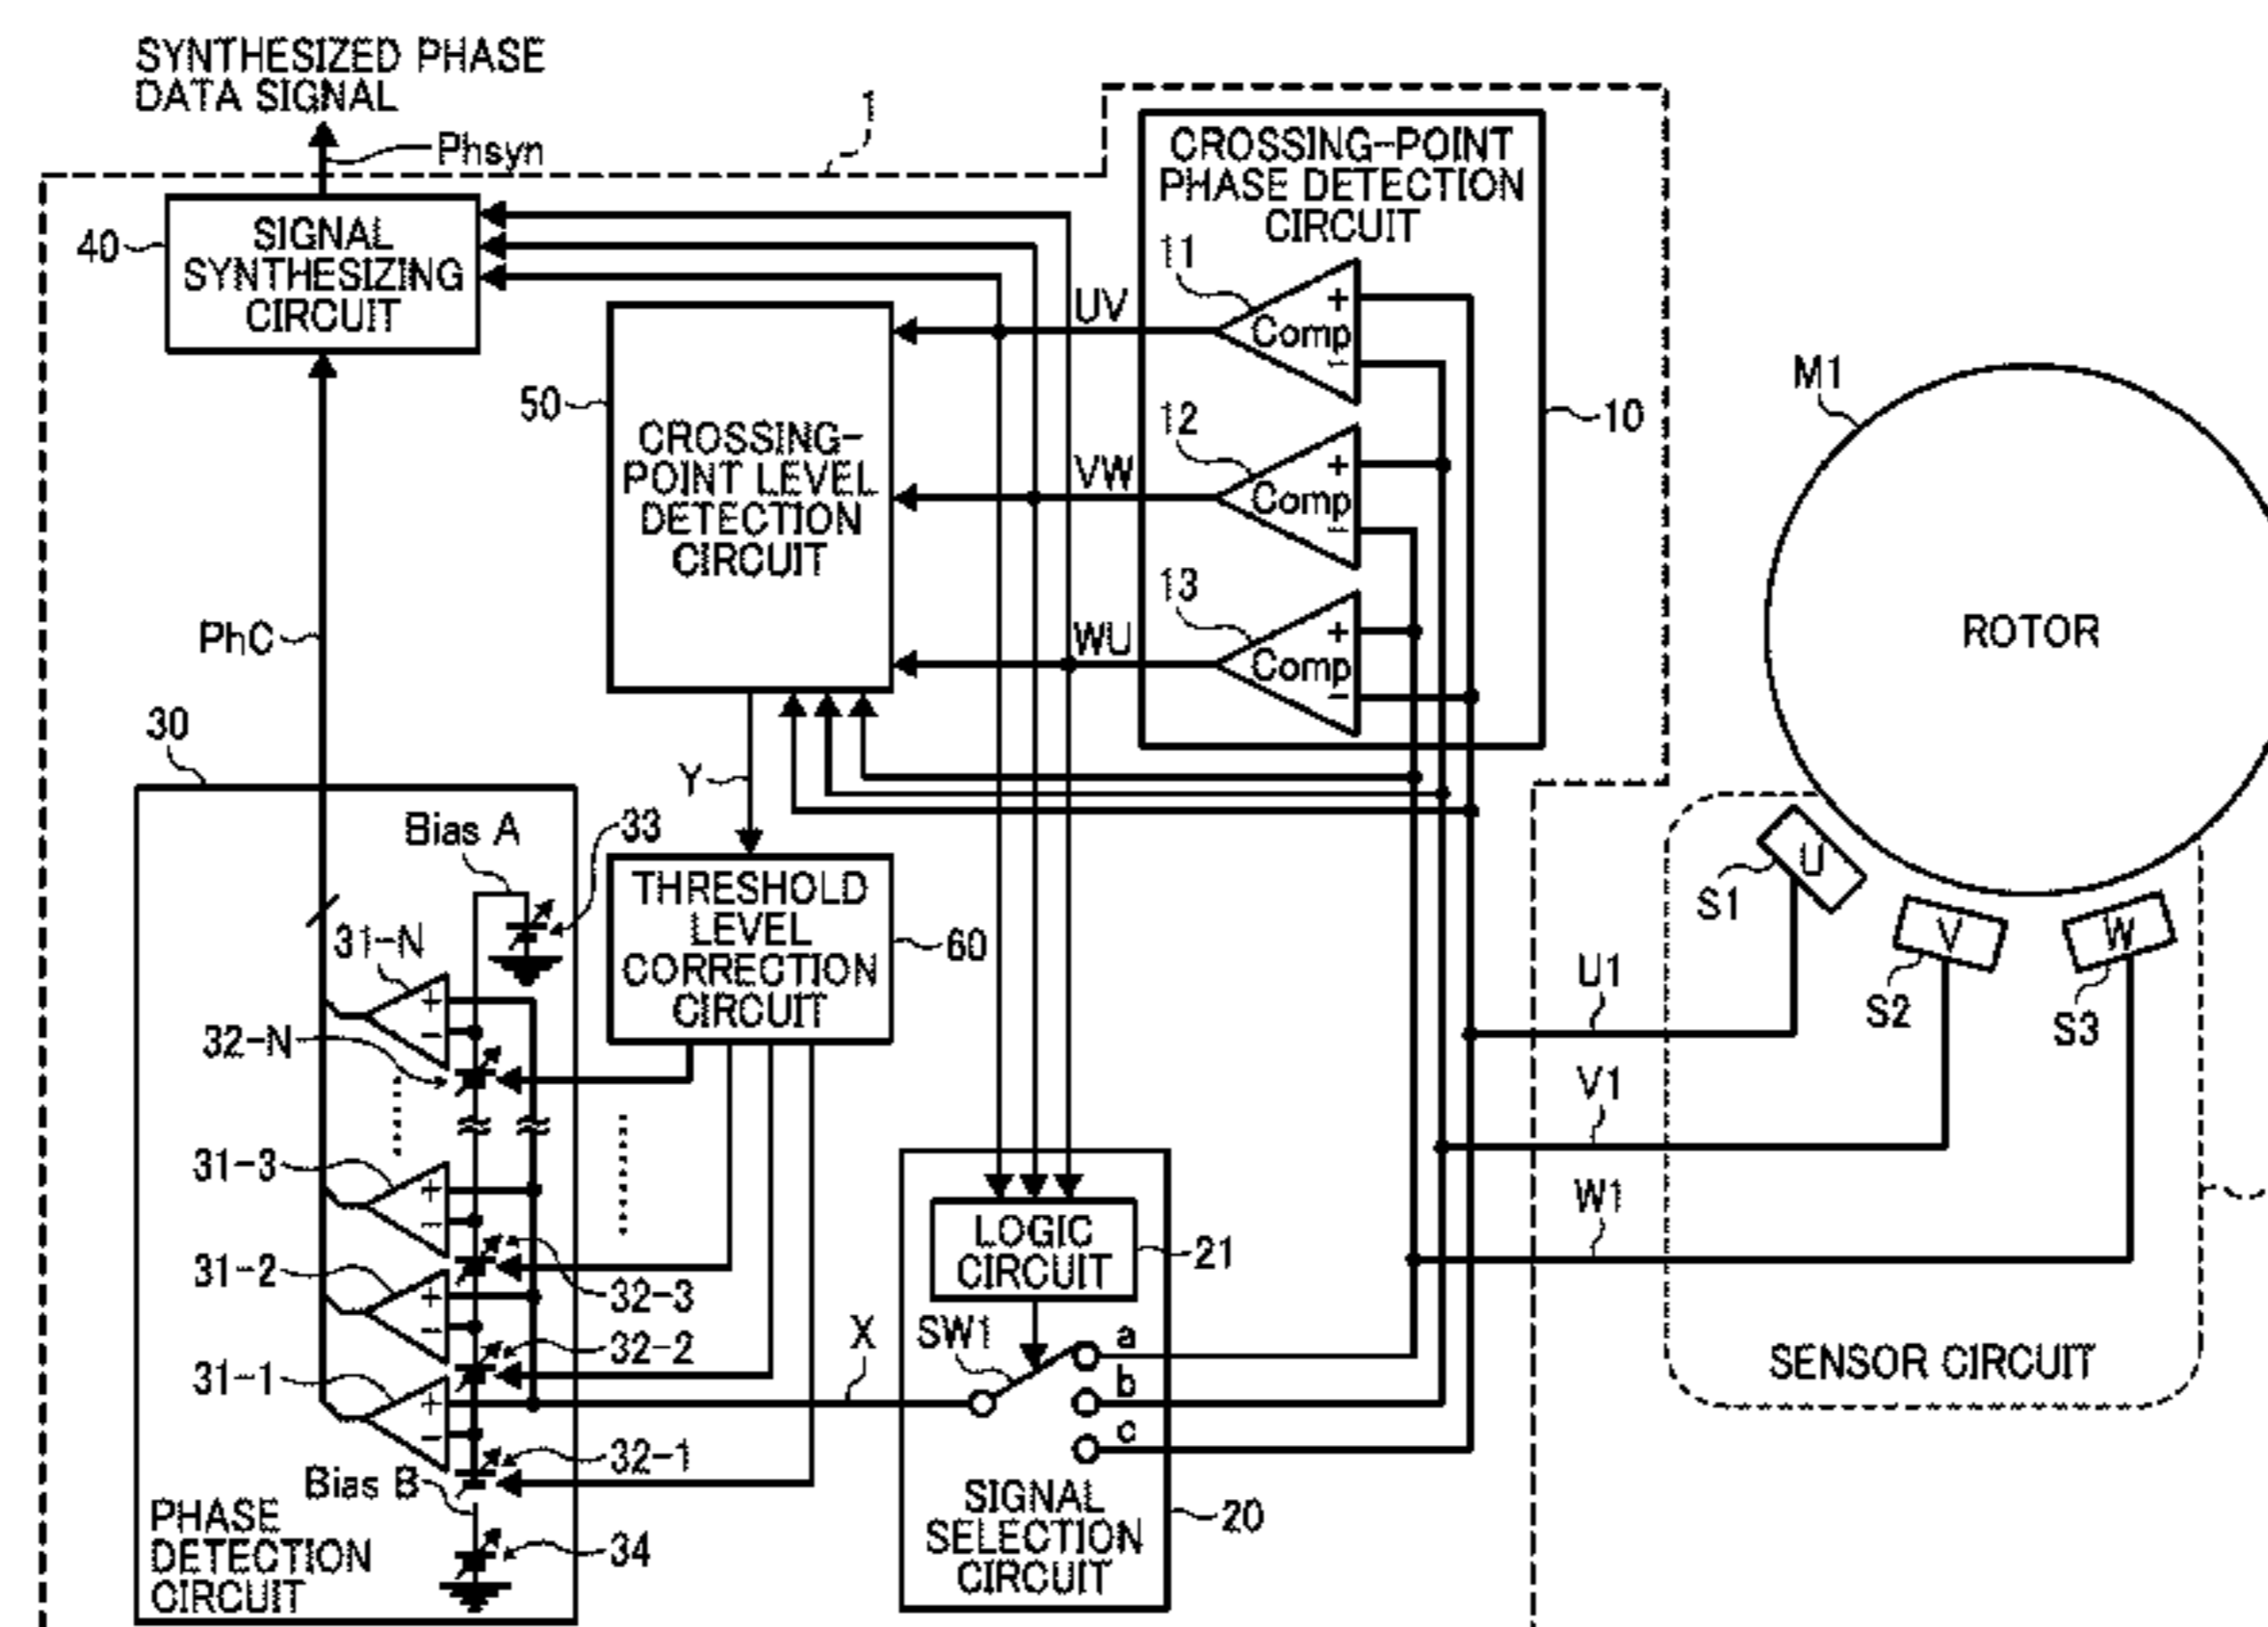 SYNTHESIZED PHASE
DATA SIGNAL
Phsyn
1
40
SIGNAL
SYNTHESIZING
CIRCUIT
CROSSING-POINT
PHASE DETECTION
CIRCUIT
11
+
Comp
-
12
+
Comp
-
13
+
Comp
-
10
UV
VW
WU
50
CROSSING-
POINT LEVEL
DETECTION
CIRCUIT
M1
ROTOR
PhC
30
Y
Bias A
33
THRESHOLD
LEVEL
CORRECTION
CIRCUIT
60
31-N
+
-
32-N
31-3
+
-
32-3
31-2
+
-
32-2
31-1
+
-
32-1
Bias B
34
PHASE
DETECTION
CIRCUIT
LOGIC
CIRCUIT
21
X
SW1
a
b
c
SIGNAL
SELECTION
CIRCUIT
20
U
S1
V
S2
W
S3
U1
V1
W1
SENSOR CIRCUIT